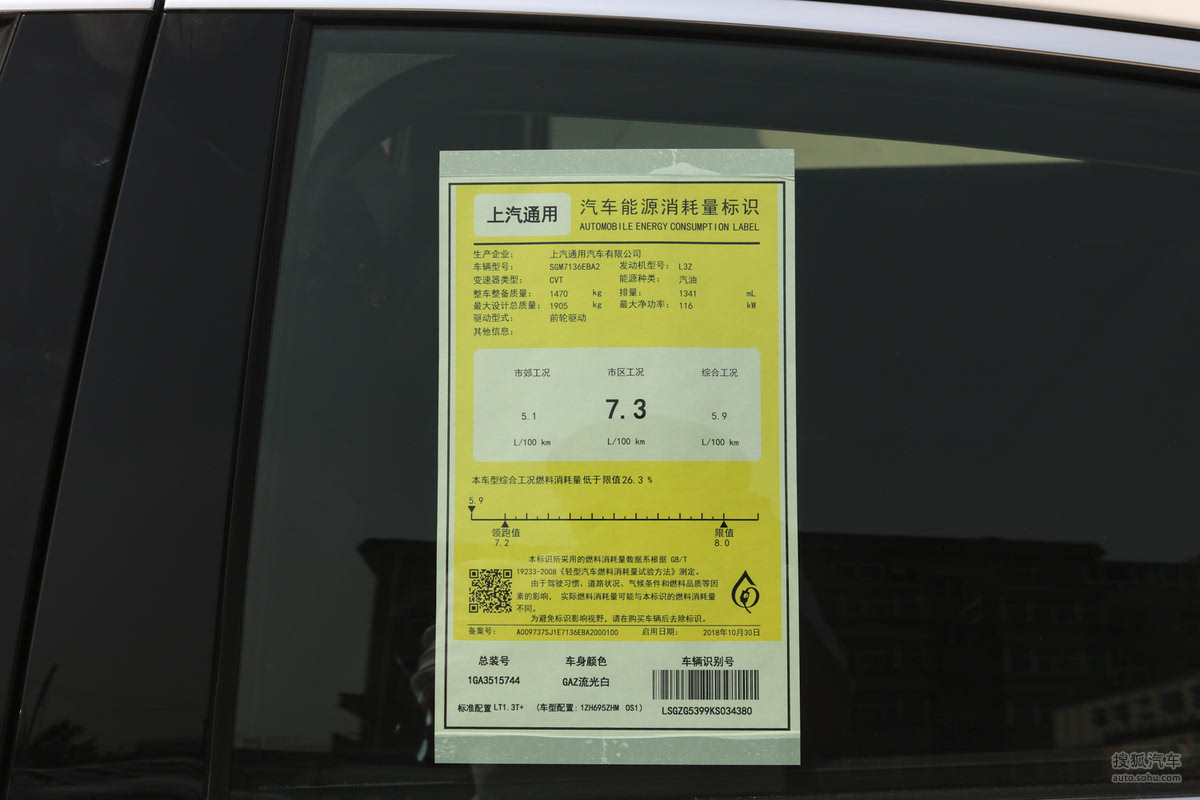 上汽通用
汽车能源消耗量标识
AUTOMOBILE ENERGY CONSUMPTION LABEL
生产企业： 上汽通用汽车有限公司
车辆型号： SGM7136EBA2 发动机型号： L3Z
变速器类型： CVT 能源种类： 汽油
整车整备质量： 1470 kg 排量： 1341 mL
最大设计总质量： 1905 kg 最大净功率： 116 kW
驱动型式： 前轮驱动
其他信息：
市郊工况 市区工况 综合工况
5.1 7.3 5.9
L/100 km L/100 km L/100 km
本车型综合工况燃料消耗量低于限值26.3 %
5.9
领跑值 限值
7.2 8.0
本标识所采用的燃料消耗量数据系根据 GB/T
19233-2008《轻型汽车燃料消耗量试验方法》测定。
由于驾驶习惯、道路状况、气候条件和燃料品质等因
素的影响， 实际燃料消耗量可能与本标识的燃料消耗量
不同。
为避免标识影响视野，请在购买车辆后去除标识。
备案号： A009737SJ1E7136EBA2000100 启用日期： 2018年10月30日
总装号 车身颜色 车辆识别号
1GA3515744 GAZ流光白
LSGZG5399KS034380
标准配置 LT1.3T+ （车型配置：1ZH695ZHM OS1）
搜狐汽车
auto.sohu.com